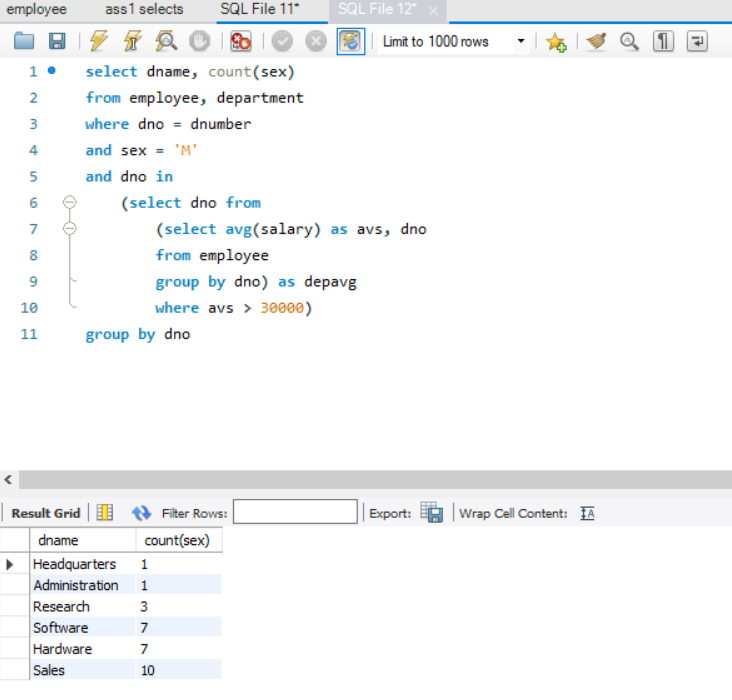 employee ass1 selects SQL File 11* SQL File 12* ×
Limit to 1000 rows
1 select dname, count(sex)
2 from employee, department
3 where dno = dnumber
4 and sex = 'M'
5 and dno in
6 (select dno from
7 (select avg(salary) as avs, dno
8 from employee
9 group by dno) as depavg
10 where avs > 30000)
11 group by dno
Result Grid Filter Rows: Export: Wrap Cell Content: IA
dname count(sex)
Headquarters 1
Administration 1
Research 3
Software 7
Hardware 7
Sales 10